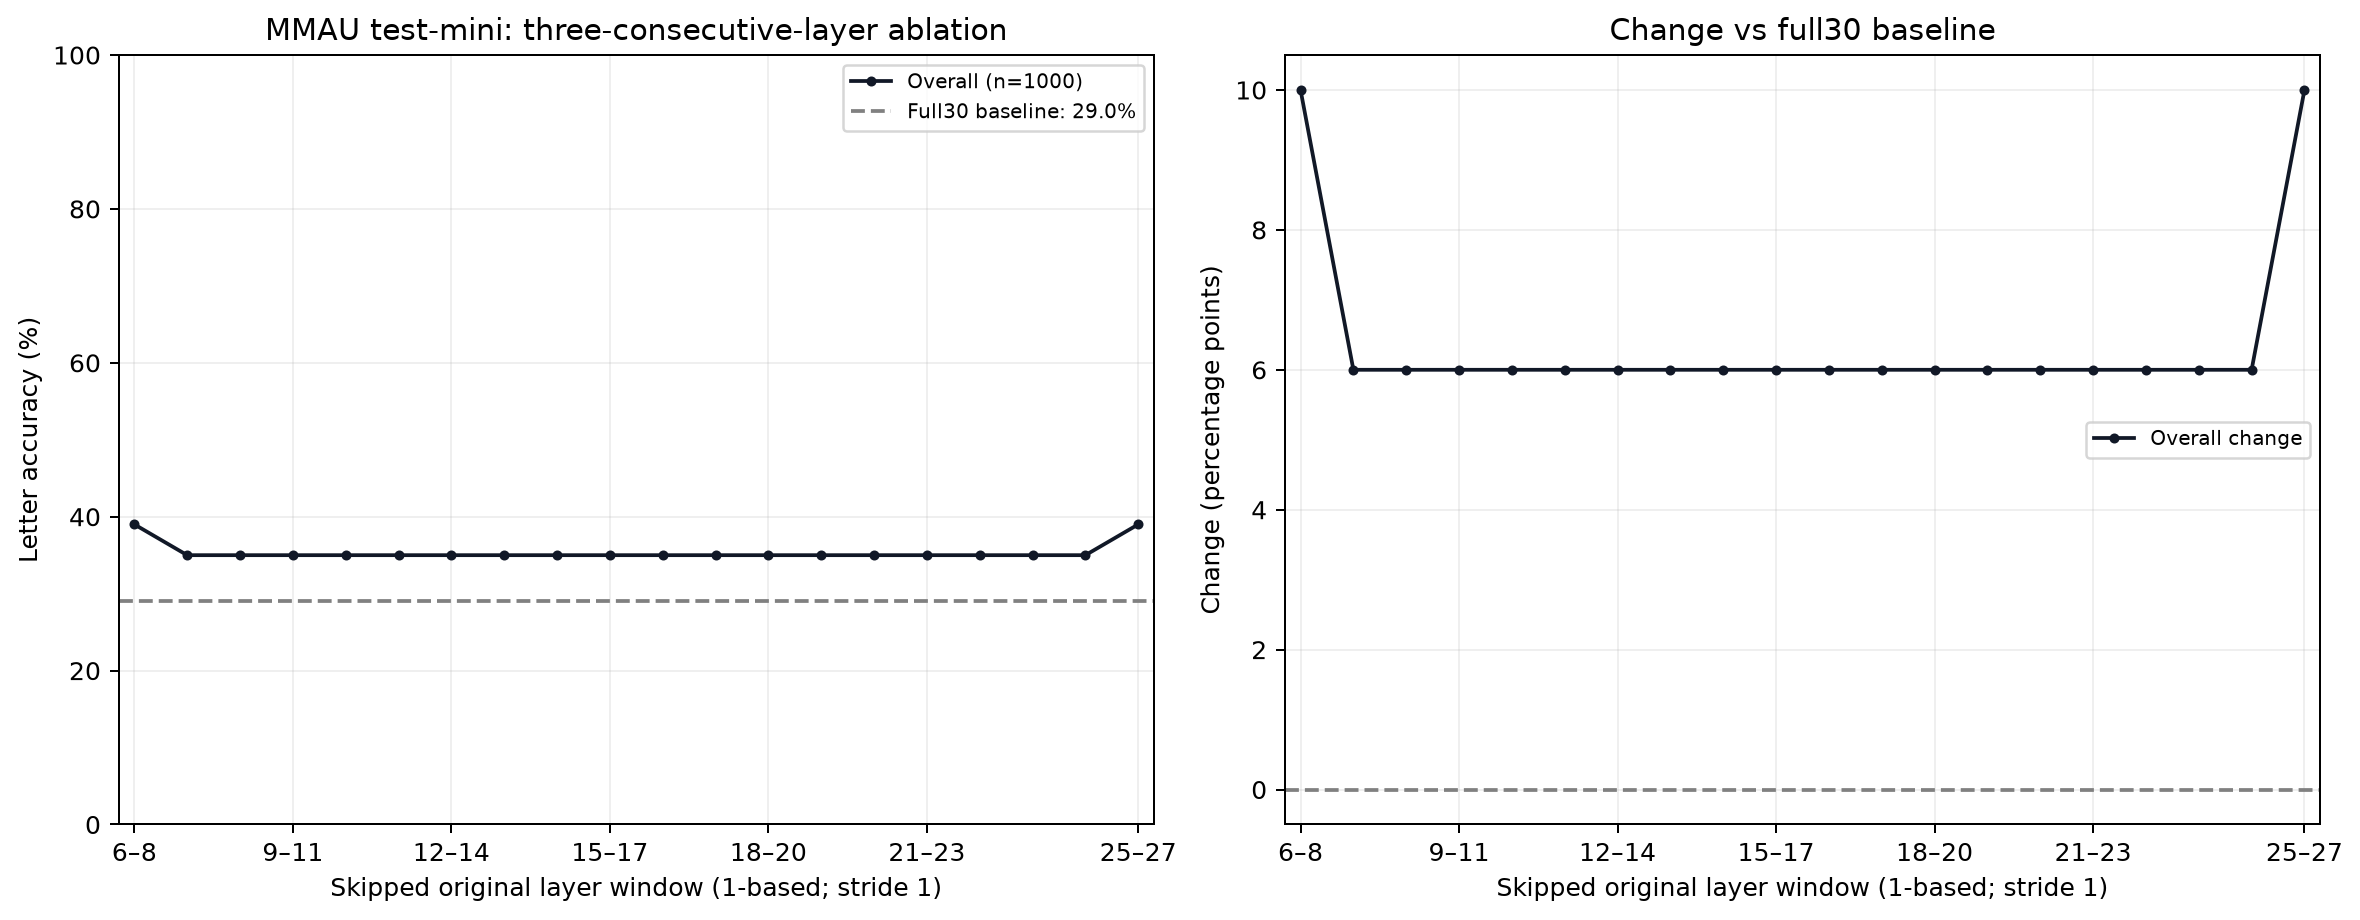 MMAU test-mini: three-consecutive-layer ablation
100
80
60
40
20
0
Letter accuracy (%)
Overall (n=1000)
Full30 baseline: 29.0%
6–8
9–11
12–14
15–17
18–20
21–23
25–27
Skipped original layer window (1-based; stride 1)
Change vs full30 baseline
10
8
6
4
2
0
Change (percentage points)
Overall change
6–8
9–11
12–14
15–17
18–20
21–23
25–27
Skipped original layer window (1-based; stride 1)